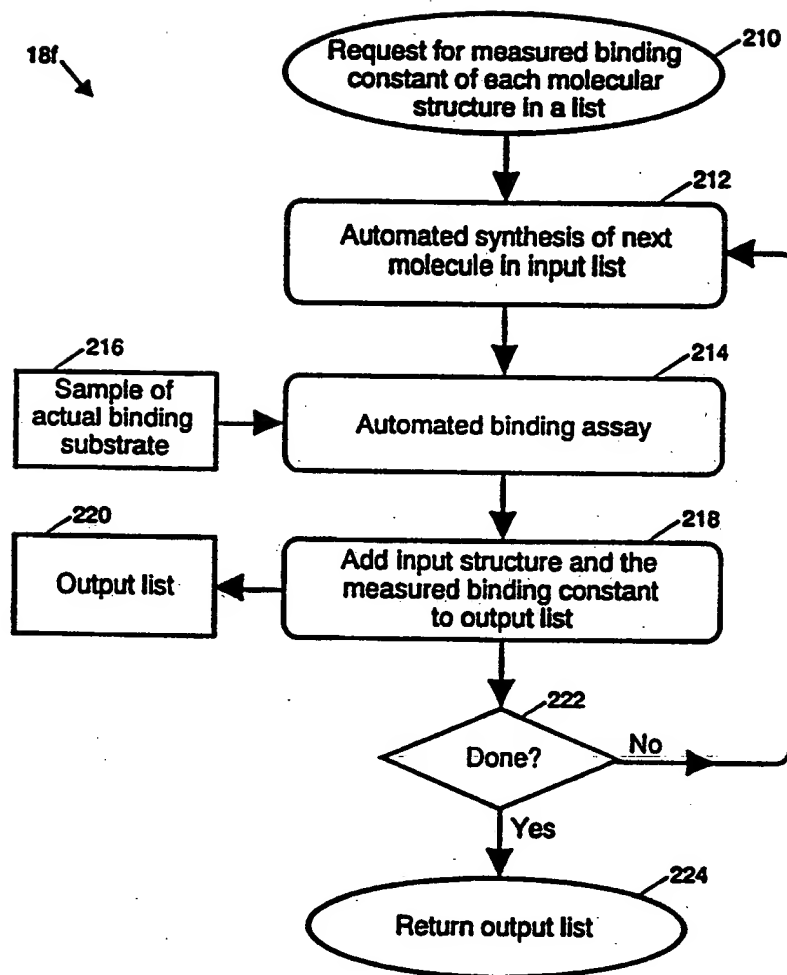 18f
210
Request for measured binding
constant of each molecular
structure in a list
212
Automated synthesis of next
molecule in input list
216
Sample of
actual binding
substrate
214
Automated binding assay
220
Output list
218
Add input structure and the
measured binding constant
to output list
222
Done?
No
Yes
224
Return output list